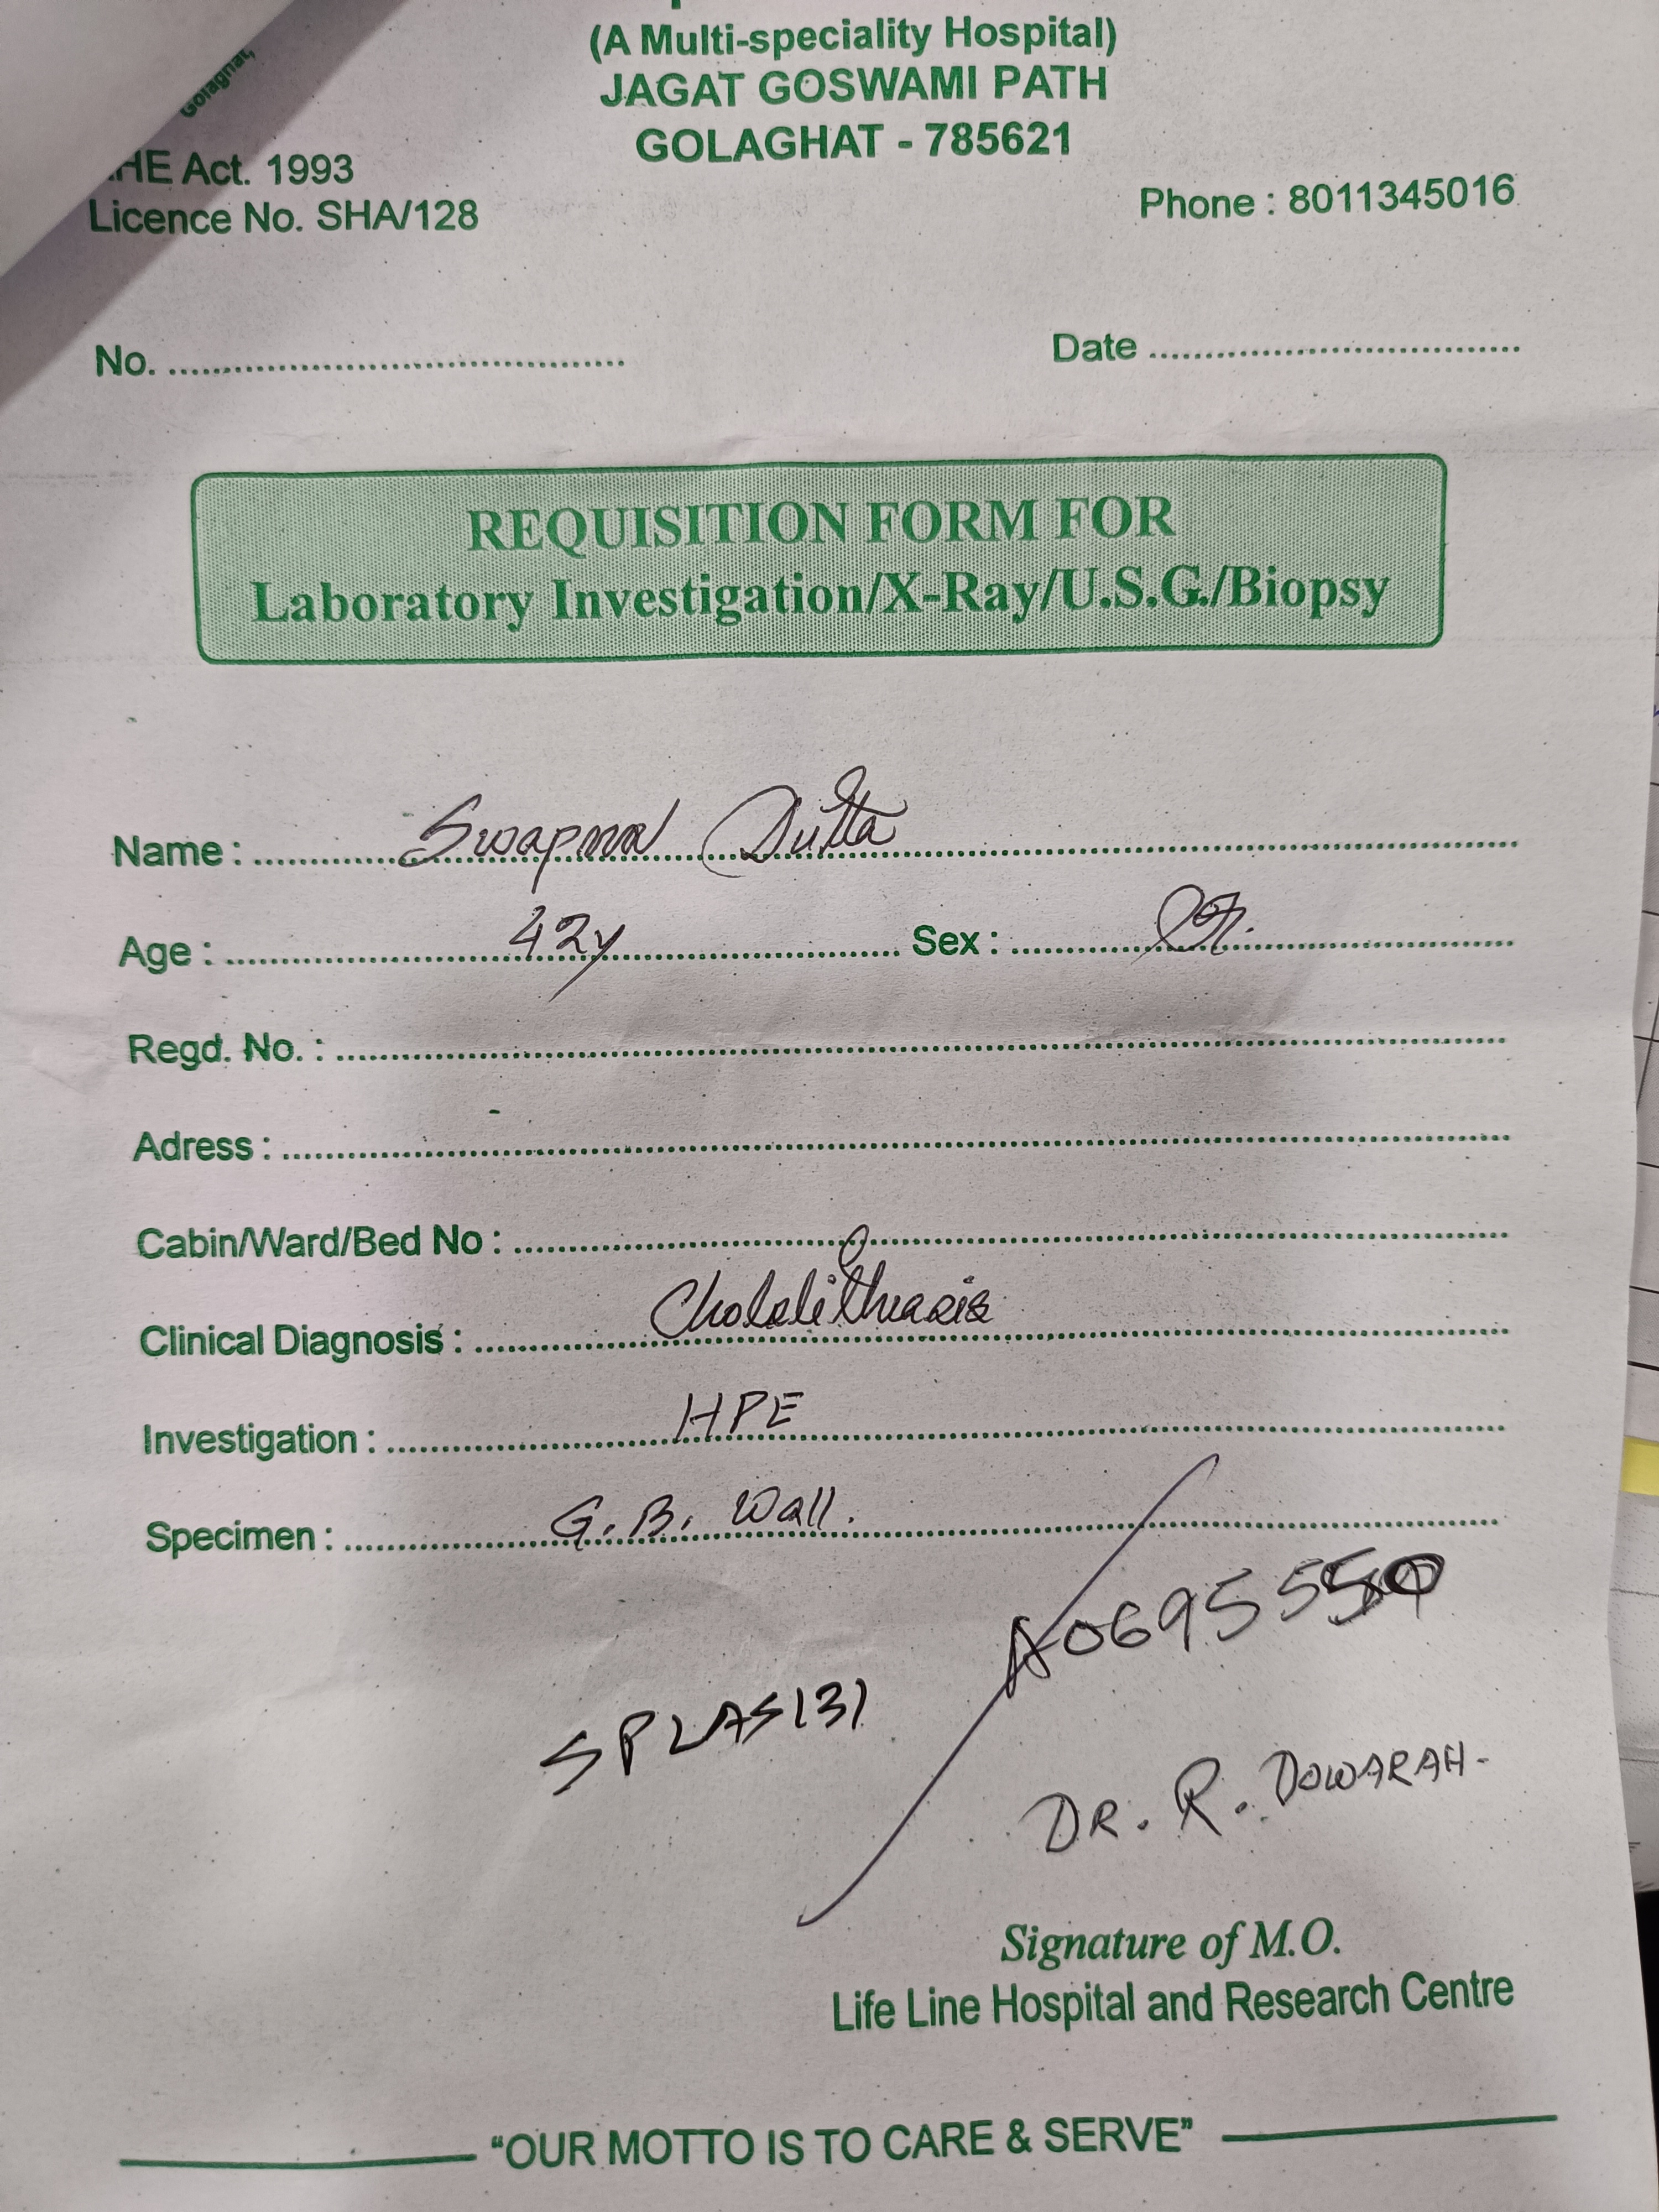 Golaghat,
(A Multi-speciality Hospital)
JAGAT GOSWAMI PATH
GOLAGHAT - 785621
HE Act. 1993
Licence No. SHA/128
Phone : 8011345016
No. ........................................
Date ........................................
REQUISITION FORM FOR
Laboratory Investigation/X-Ray/U.S.G./Biopsy
Name : Swapna Dutta
Age : 42y Sex :
Regd. No. :
Adress :
Cabin/Ward/Bed No :
Clinical Diagnosis : Cholelithiasis
Investigation : HPE
Specimen : G.B. Wall.
A0695550
SPLAS131
DR. R. DOWARAH-
Signature of M.O.
Life Line Hospital and Research Centre
"OUR MOTTO IS TO CARE & SERVE"